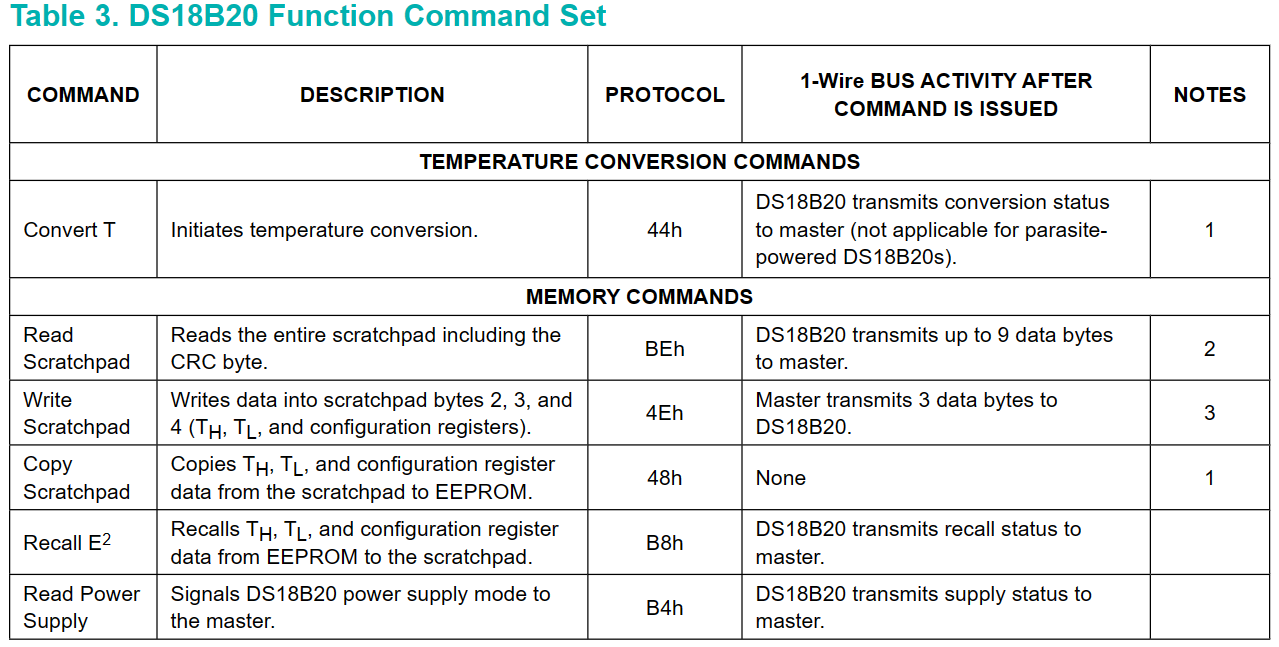 Table 3. DS18B20 Function Command Set
COMMAND
DESCRIPTION
PROTOCOL
1-Wire BUS ACTIVITY AFTER
COMMAND IS ISSUED
NOTES
TEMPERATURE CONVERSION COMMANDS
Convert T
Initiates temperature conversion.
44h
DS18B20 transmits conversion status
to master (not applicable for parasite-
powered DS18B20s).
1
MEMORY COMMANDS
Read
Scratchpad
Reads the entire scratchpad including the
CRC byte.
BEh
DS18B20 transmits up to 9 data bytes
to master.
2
Write
Scratchpad
Writes data into scratchpad bytes 2, 3, and
4 (TH, TL, and configuration registers).
4Eh
Master transmits 3 data bytes to
DS18B20.
3
Copy
Scratchpad
Copies TH, TL, and configuration register
data from the scratchpad to EEPROM.
48h
None
1
Recall E2
Recalls TH, TL, and configuration register
data from EEPROM to the scratchpad.
B8h
DS18B20 transmits recall status to
master.
Read Power
Supply
Signals DS18B20 power supply mode to
the master.
B4h
DS18B20 transmits supply status to
master.